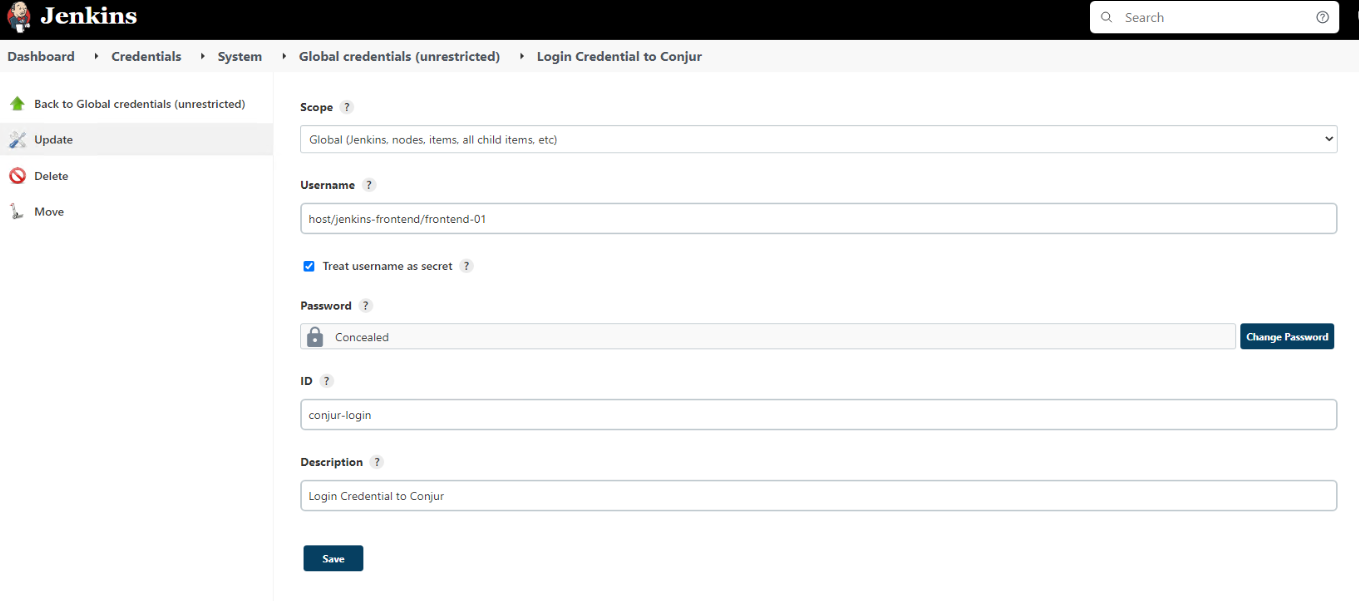 Jenkins
Search
Dashboard Credentials System Global credentials (unrestricted) Login Credential to Conjur
Back to Global credentials (unrestricted)
Update
Delete
Move
Scope ?
Global (Jenkins, nodes, items, all child items, etc)
Username ?
host/jenkins-frontend/frontend-01
Treat username as secret ?
Password ?
Concealed
Change Password
ID ?
conjur-login
Description ?
Login Credential to Conjur
Save